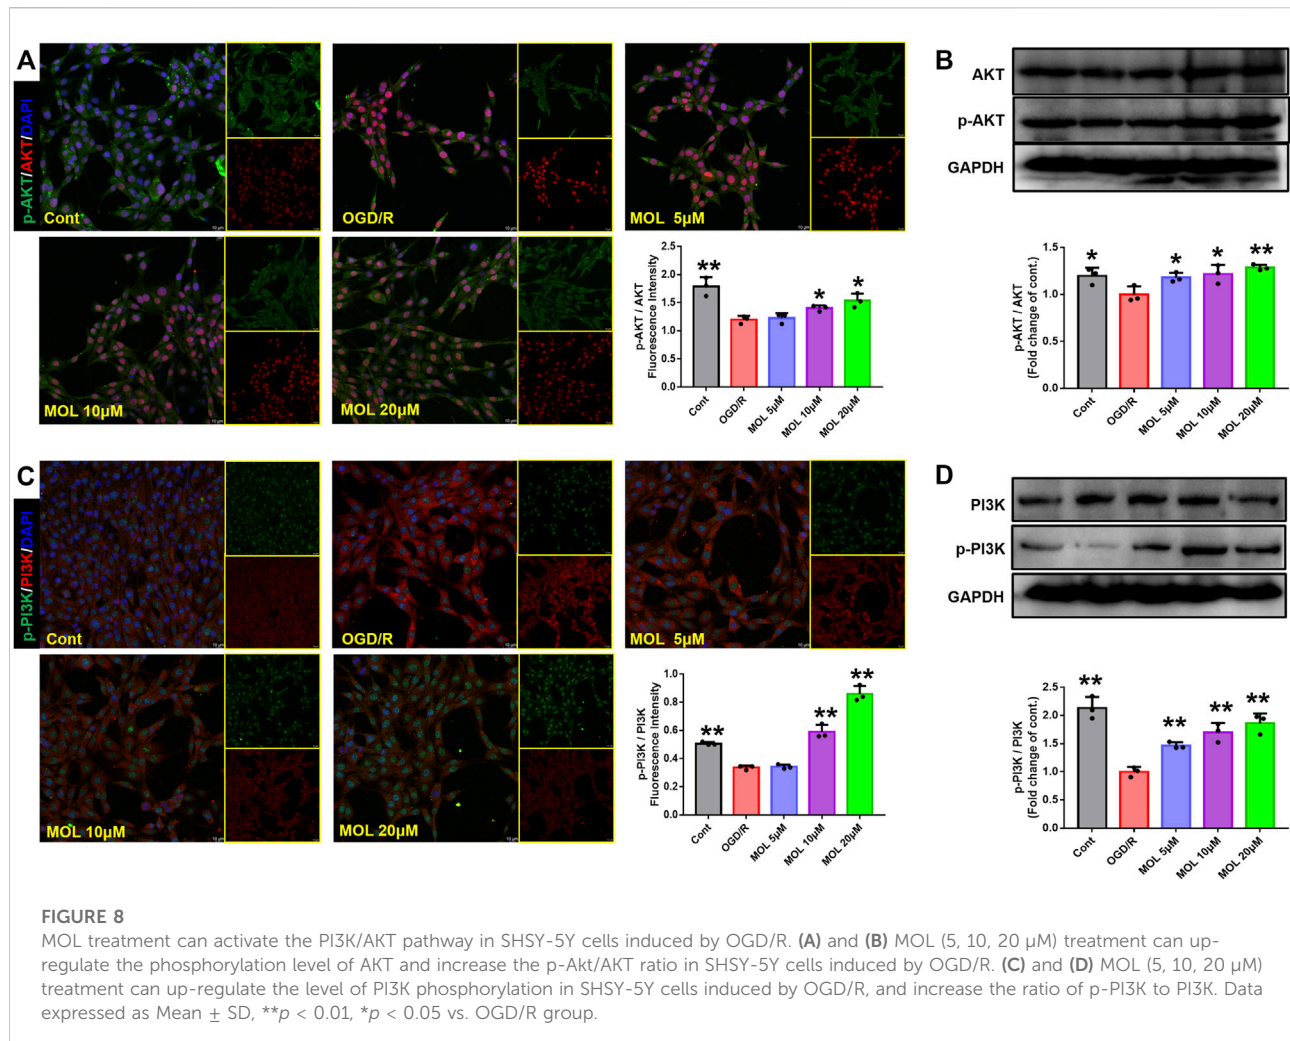 A
p-AKT/AKT/DAPI
Cont
OGD/R
MOL 5μM
MOL 10μM
MOL 20μM
p-AKT / AKT
Fluorescence Intensity
2.5
2.0
1.5
1.0
0.5
0.0
**
*
*
Cont
OGD/R
MOL 5μM
MOL 10μM
MOL 20μM
B
AKT
p-AKT
GAPDH
p-AKT / AKT
(Fold change of cont.)
1.5
1.0
0.5
0.0
*
*
*
**
Cont
OGD/R
MOL 5μM
MOL 10μM
MOL 20μM
C
p-PI3K/PI3K/DAPI
Cont
OGD/R
MOL 5μM
MOL 10μM
MOL 20μM
p-PI3K / PI3K
Fluorescence Intensity
1.0
0.8
0.6
0.4
0.2
0.0
**
**
**
Cont
OGD/R
MOL 5μM
MOL 10μM
MOL 20μM
D
PI3K
p-PI3K
GAPDH
p-PI3K / PI3K
(Fold change of cont.)
2.5
2.0
1.5
1.0
0.5
0.0
**
**
**
**
Cont
OGD/R
MOL 5μM
MOL 10μM
MOL 20μM
FIGURE 8
MOL treatment can activate the PI3K/AKT pathway in SHSY-5Y cells induced by OGD/R. (A) and (B) MOL (5, 10, 20 μM) treatment can up-
regulate the phosphorylation level of AKT and increase the p-Akt/AKT ratio in SHSY-5Y cells induced by OGD/R. (C) and (D) MOL (5, 10, 20 μM)
treatment can up-regulate the level of PI3K phosphorylation in SHSY-5Y cells induced by OGD/R, and increase the ratio of p-PI3K to PI3K. Data
expressed as Mean ± SD, **p < 0.01, *p < 0.05 vs. OGD/R group.